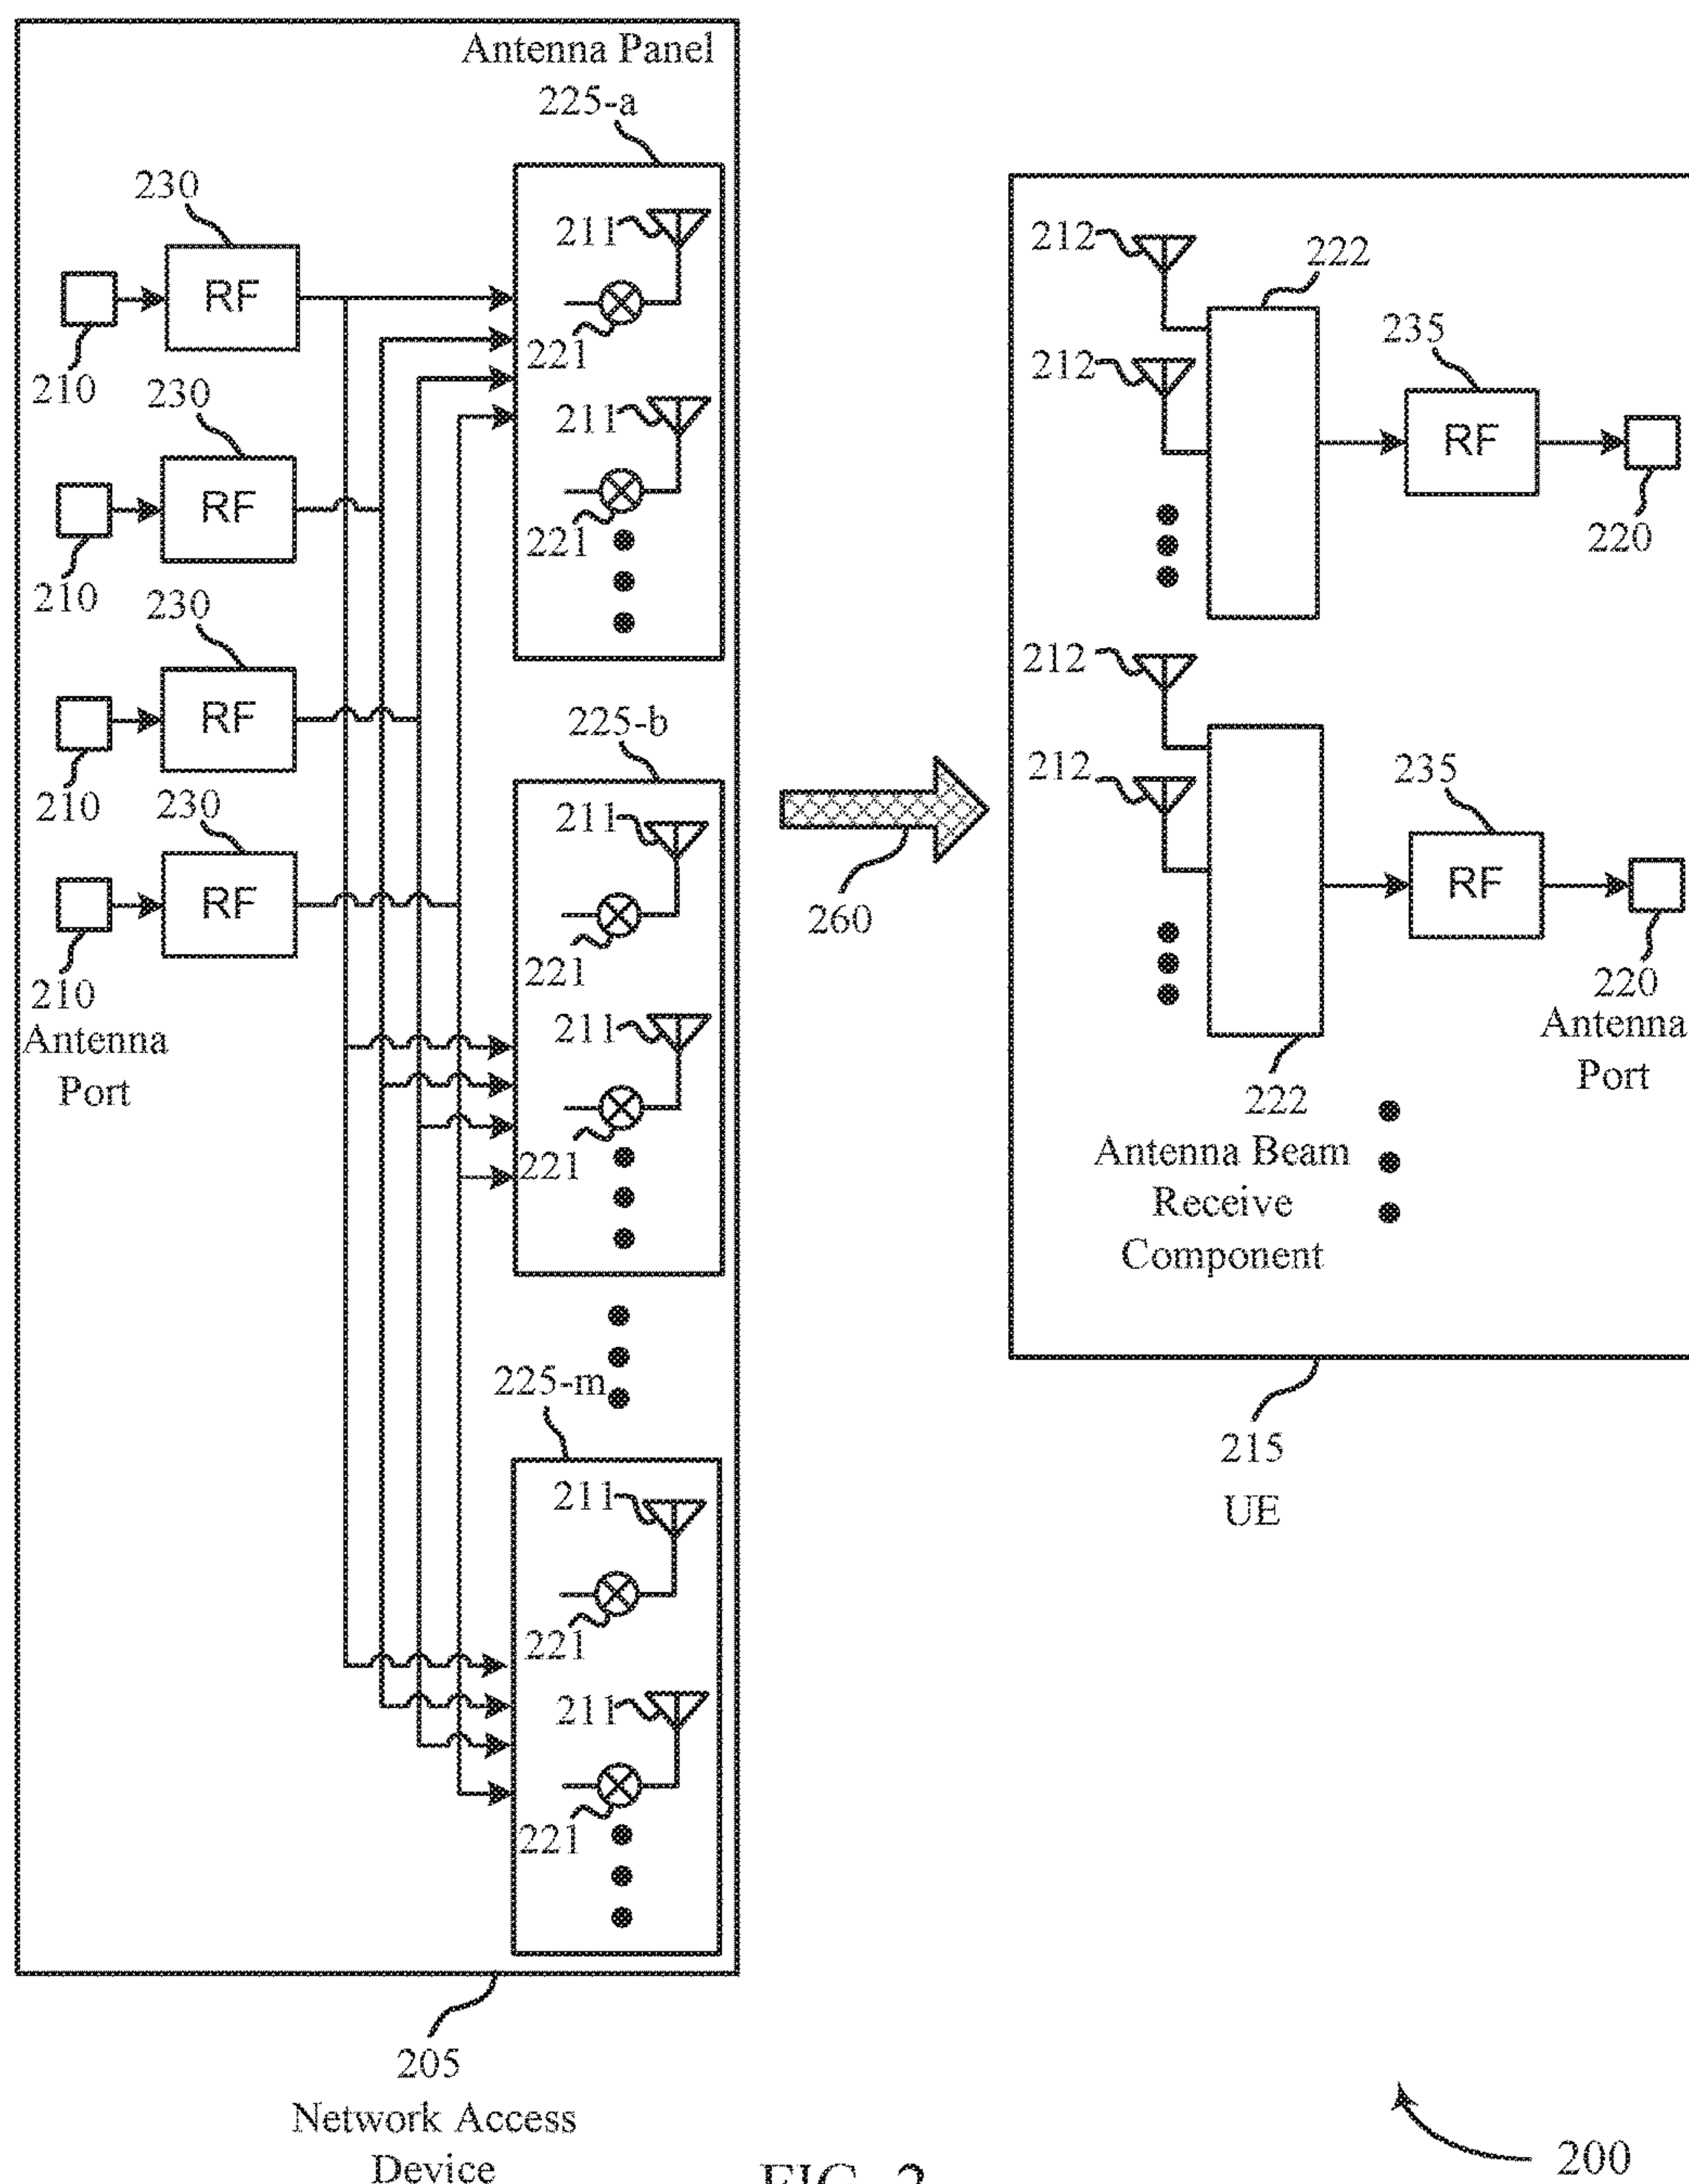 Antenna Panel
225-a
230
211
RF
210
221
230
211
RF
221
210
230
RF
225-b
210
230
211
RF
221
210
Antenna
Port
211
221
225-m
211
221
211
221
205
Network Access
Device
260
212
222
212
235
RF
220
212
212
235
RF
220
Antenna
Port
222
Antenna Beam
Receive
Component
215
UE
200
FIG. 2